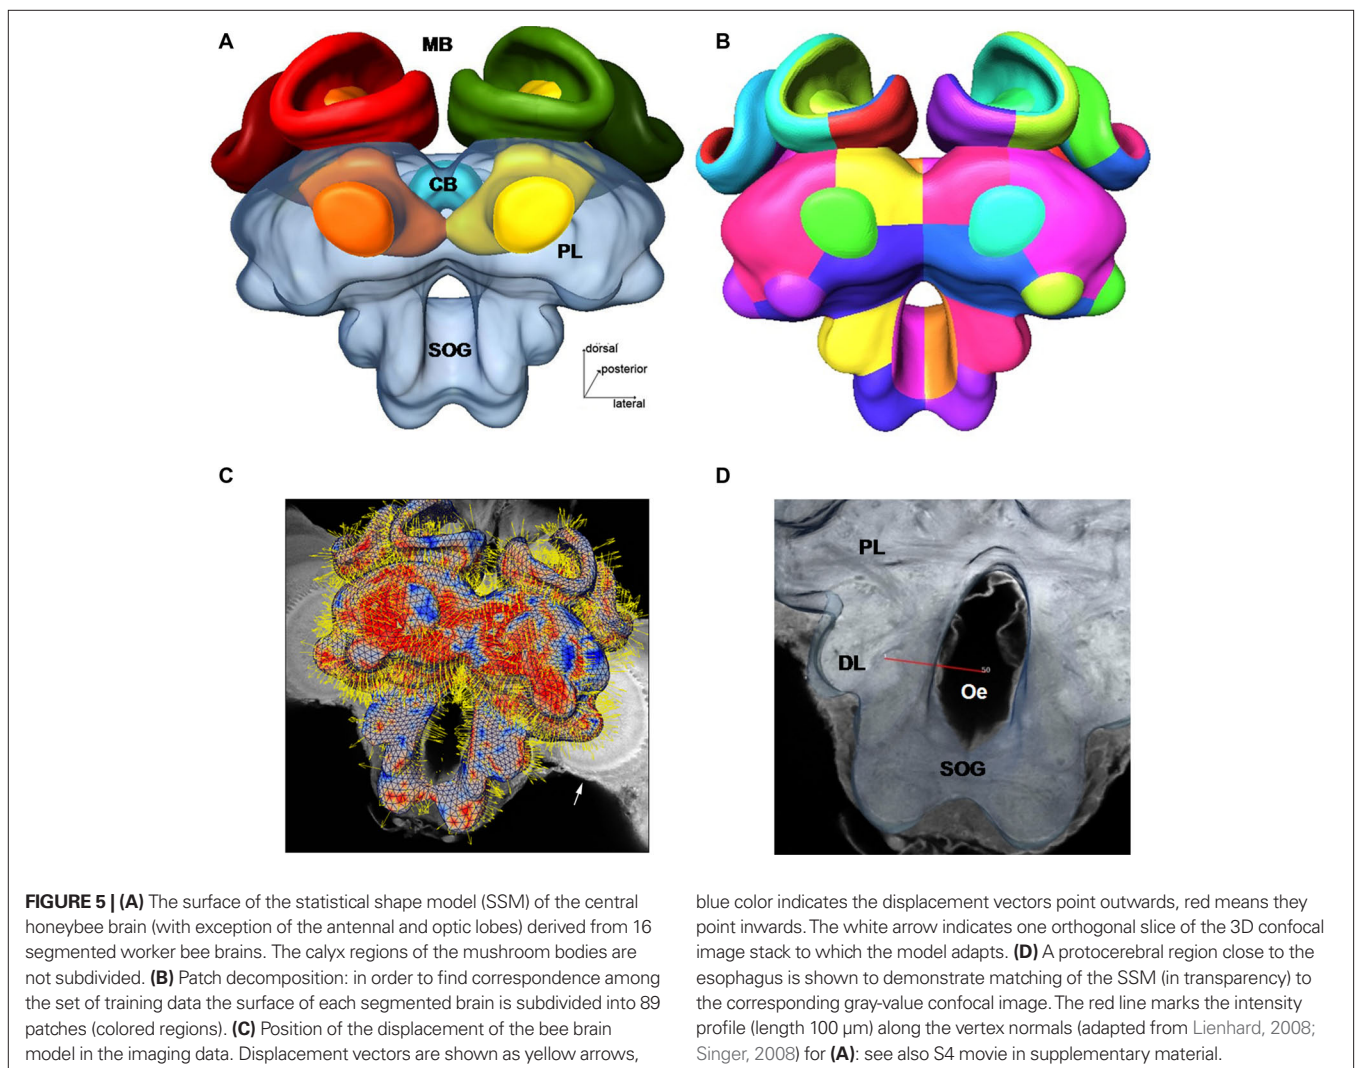 A
MB
CB
PL
SOG
dorsal
posterior
lateral
B
C
D
PL
DL
50
Oe
SOG
FIGURE 5 | (A) The surface of the statistical shape model (SSM) of the central
honeybee brain (with exception of the antennal and optic lobes) derived from 16
segmented worker bee brains. The calyx regions of the mushroom bodies are
not subdivided. (B) Patch decomposition: in order to find correspondence among
the set of training data the surface of each segmented brain is subdivided into 89
patches (colored regions). (C) Position of the displacement of the bee brain
model in the imaging data. Displacement vectors are shown as yellow arrows,
blue color indicates the displacement vectors point outwards, red means they
point inwards. The white arrow indicates one orthogonal slice of the 3D confocal
image stack to which the model adapts. (D) A protocerebral region close to the
esophagus is shown to demonstrate matching of the SSM (in transparency) to
the corresponding gray-value confocal image. The red line marks the intensity
profile (length 100 µm) along the vertex normals (adapted from Lienhard, 2008;
Singer, 2008) for (A): see also S4 movie in supplementary material.